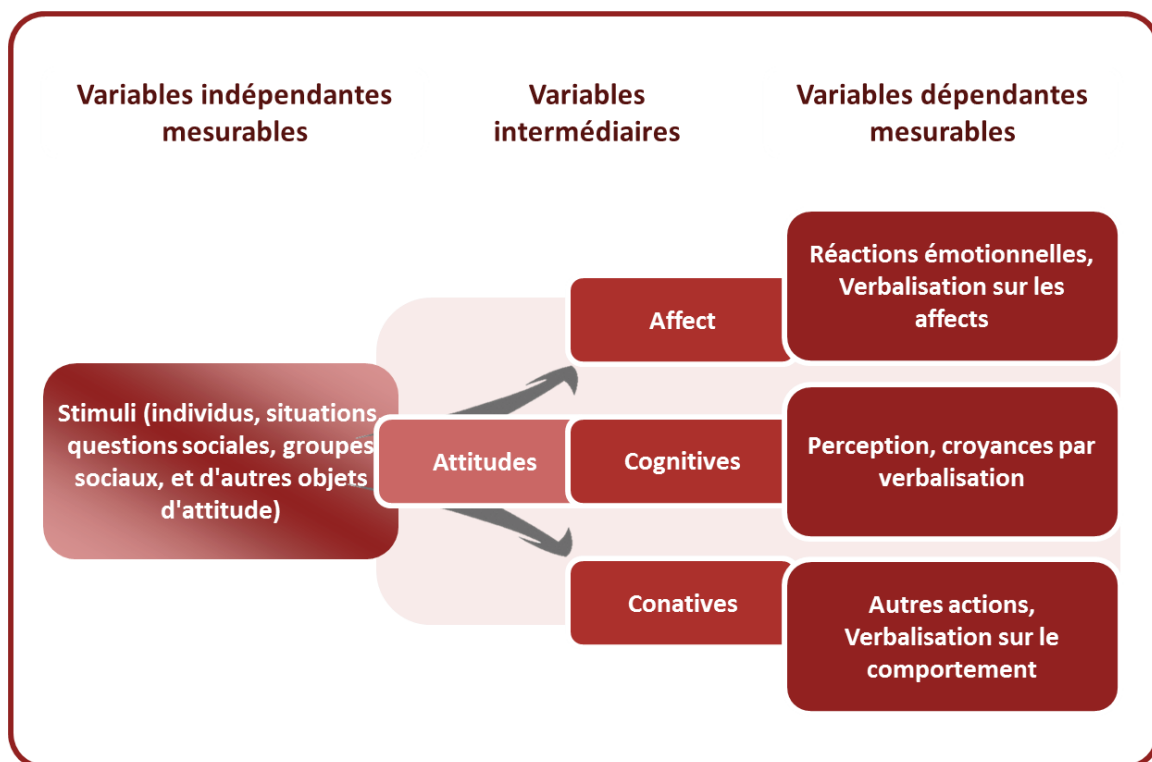 Variables indépendantes
mesurables
Variables
intermédiaires
Variables dépendantes
mesurables
Stimuli (individus, situations
questions sociales, groupes
sociaux, et d'autres objets
d'attitude)
Attitudes
Affect
Cognitives
Conatives
Réactions émotionnelles,
Verbalisation sur les
affects
Perception, croyances par
verbalisation
Autres actions,
Verbalisation sur le
comportement